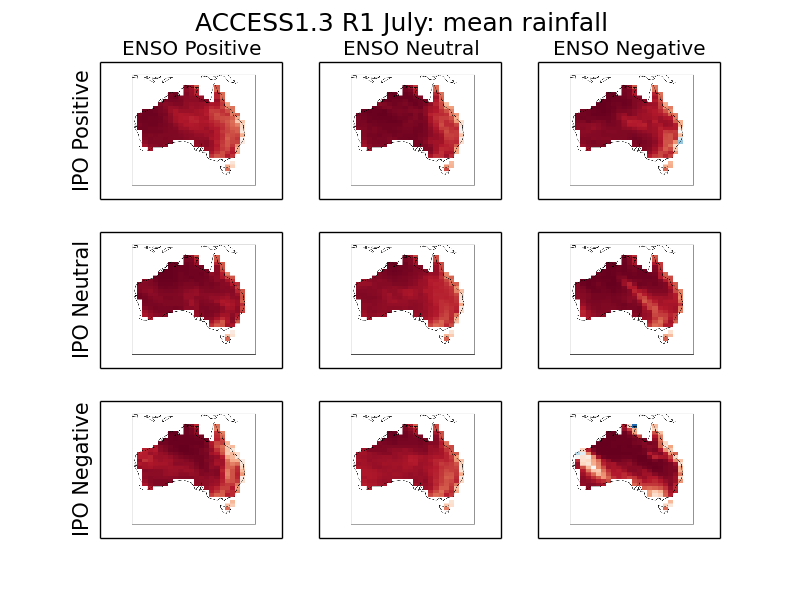 ACCESS1.3 R1 July: mean rainfall
ENSO Positive
ENSO Neutral
ENSO Negative
IPO Positive
IPO Neutral
IPO Negative